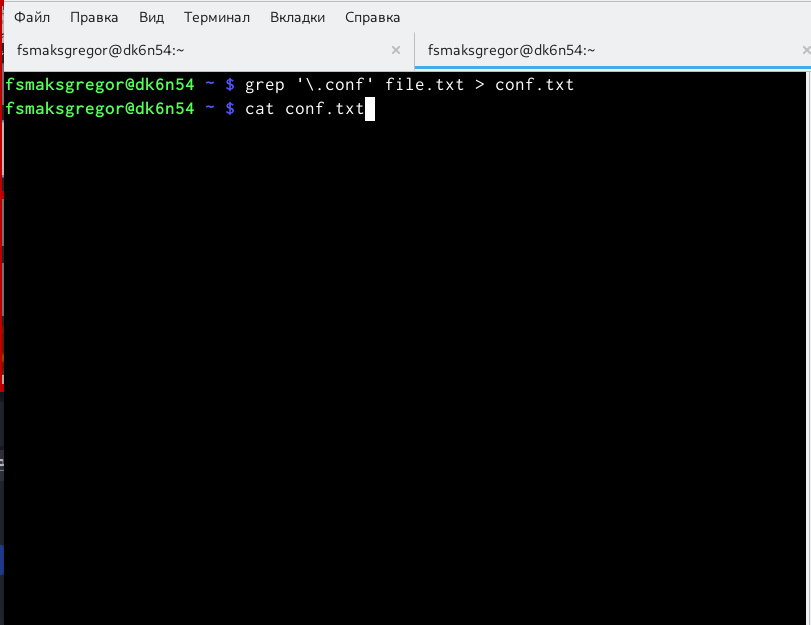 Файл Правка Вид Терминал Вкладки Справка
fsmaksgregor@dk6n54:~ × fsmaksgregor@dk6n54:~ ×
fsmaksgregor@dk6n54 ~ $ grep '\.conf' file.txt > conf.txt
fsmaksgregor@dk6n54 ~ $ cat conf.txt